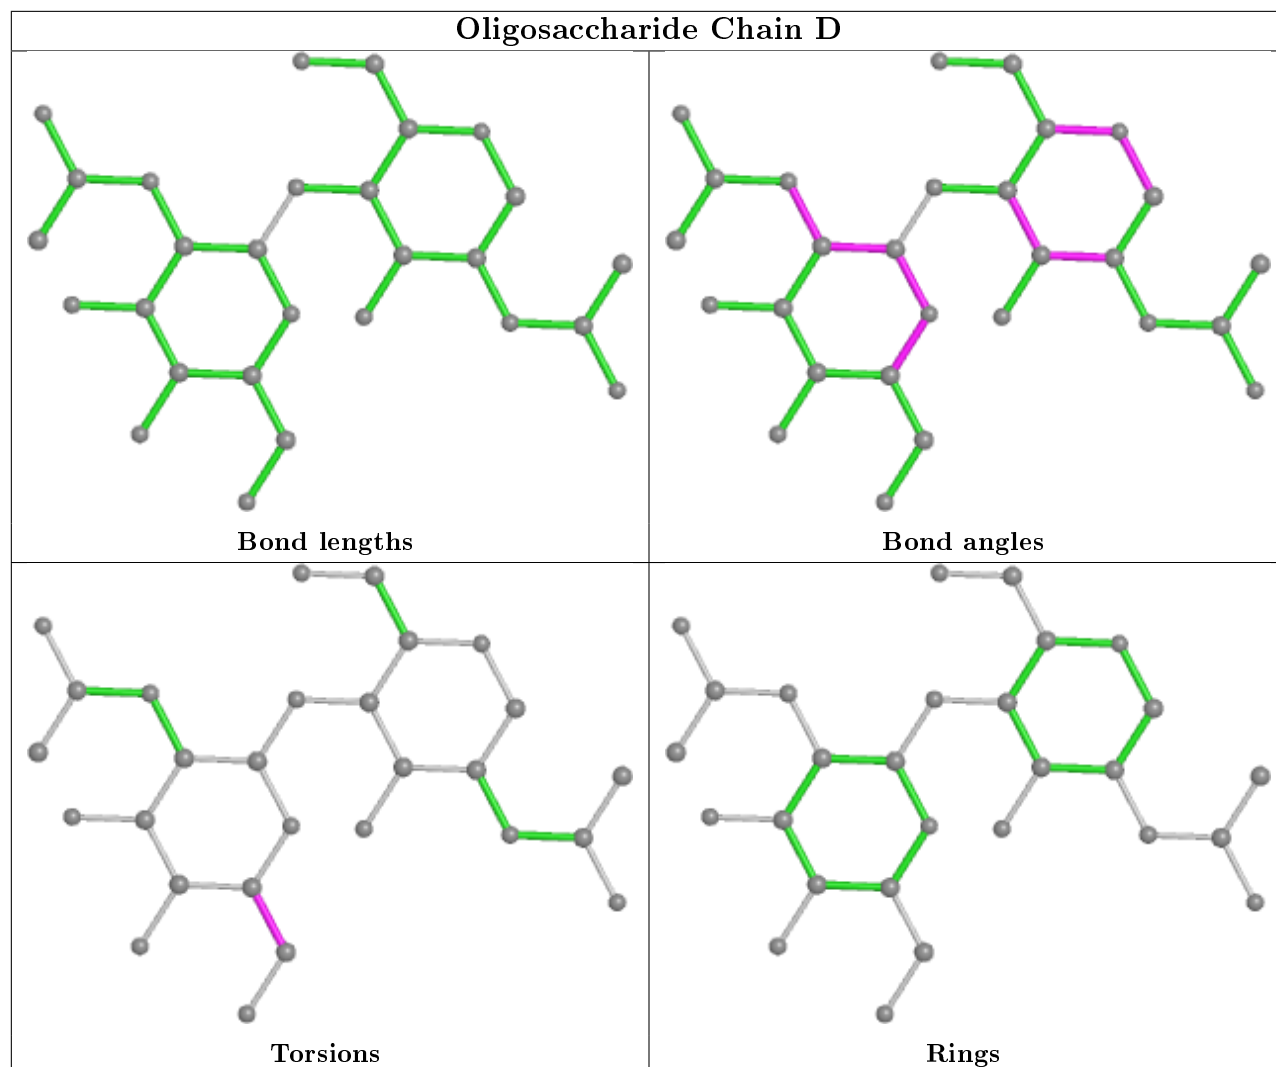 Oligosaccharide Chain D
Bond lengths
Bond angles
Torsions
Rings